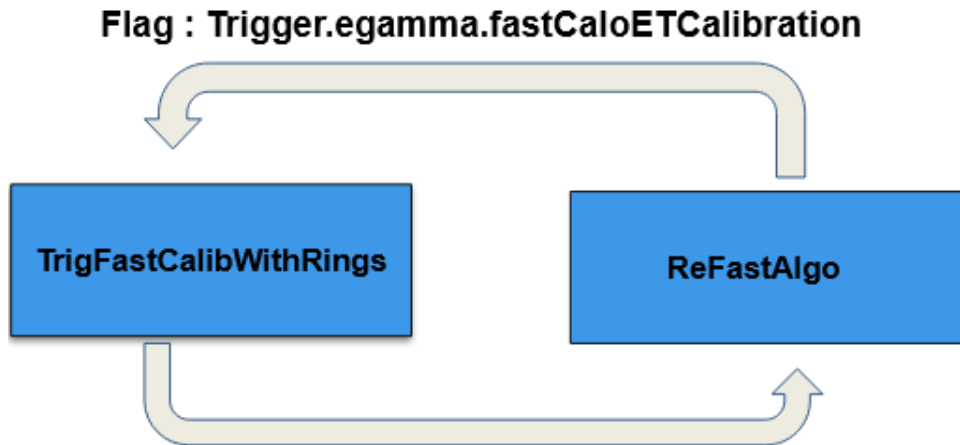 Flag : Trigger.egamma.fastCaloETCalibration
TrigFastCalibWithRings
ReFastAlgo